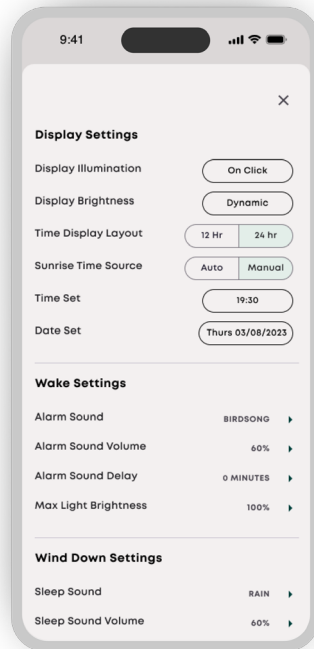 9:41
Display Settings
Display Illumination On Click
Display Brightness Dynamic
Time Display Layout 12 Hr 24 hr
Sunrise Time Source Auto Manual
Time Set 19:30
Date Set Thurs 03/08/2023
Wake Settings
Alarm Sound BIRDSONG
Alarm Sound Volume 60%
Alarm Sound Delay 0 MINUTES
Max Light Brightness 100%
Wind Down Settings
Sleep Sound RAIN
Sleep Sound Volume 60%